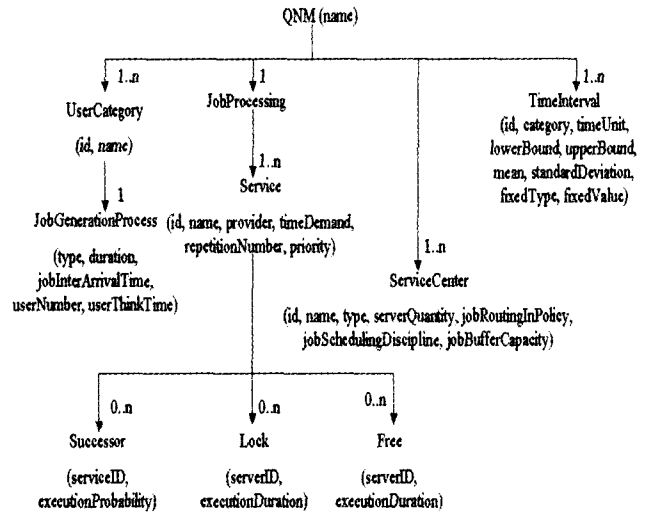 QNM (name)
1..n
1
1..n
UserCategory
JobProcessing
TimeInterval
(id, name)
(id, category, timeUnit,
lowerBound, upperBound,
mean, standardDeviation,
fixedType, fixedValue)
1..n
Service
1
JobGenerationProcess
(id, name, provider, timeDemand,
repetitionNumber, priority)
(type, duration,
jobInterArrivalTime,
userNumber, userThinkTime)
1..n
ServiceCenter
(id, name, type, serverQuantity, jobRoutingInPolicy,
jobSchedulingDiscipline, jobBufferCapacity)
0..n
0..n
0..n
Successor
Lock
Free
(serviceID,
executionProbability)
(serverID,
executionDuration)
(serverID,
executionDuration)